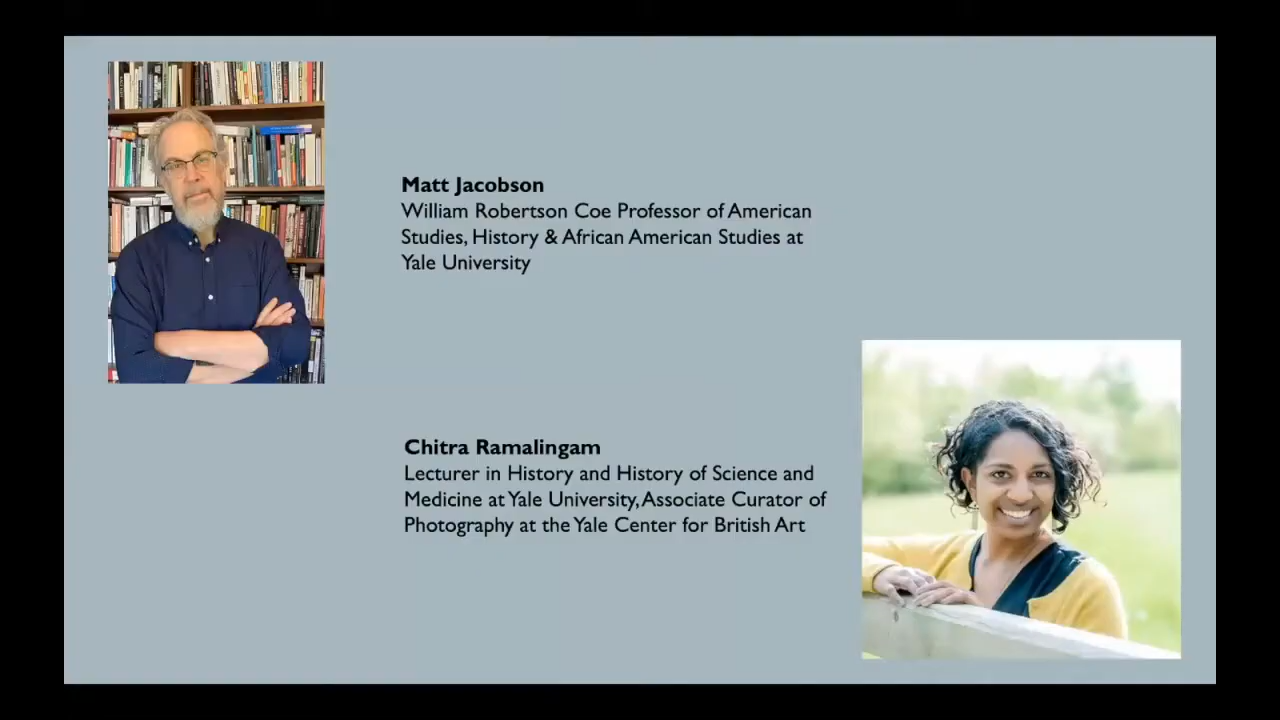 Matt Jacobson
William Robertson Coe Professor of American
Studies, History & African American Studies at
Yale University
Chitra Ramalingam
Lecturer in History and History of Science and
Medicine at Yale University, Associate Curator of
Photography at the Yale Center for British Art